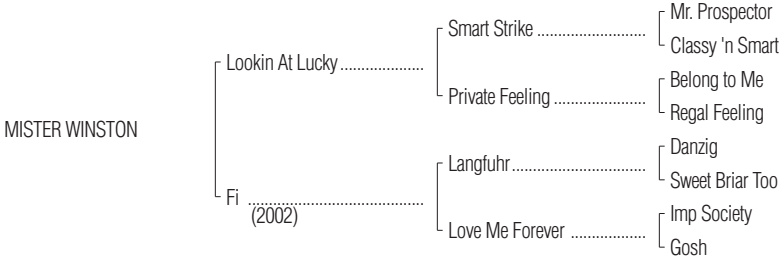 Mr. Prospector
Smart Strike ..........................
Classy 'n Smart
Lookin At Lucky ....................
Belong to Me
Private Feeling ......................
Regal Feeling
MISTER WINSTON
Danzig
Langfuhr................................
Sweet Briar Too
Fi ..........................................
(2002)
Imp Society
Love Me Forever ..................
Gosh